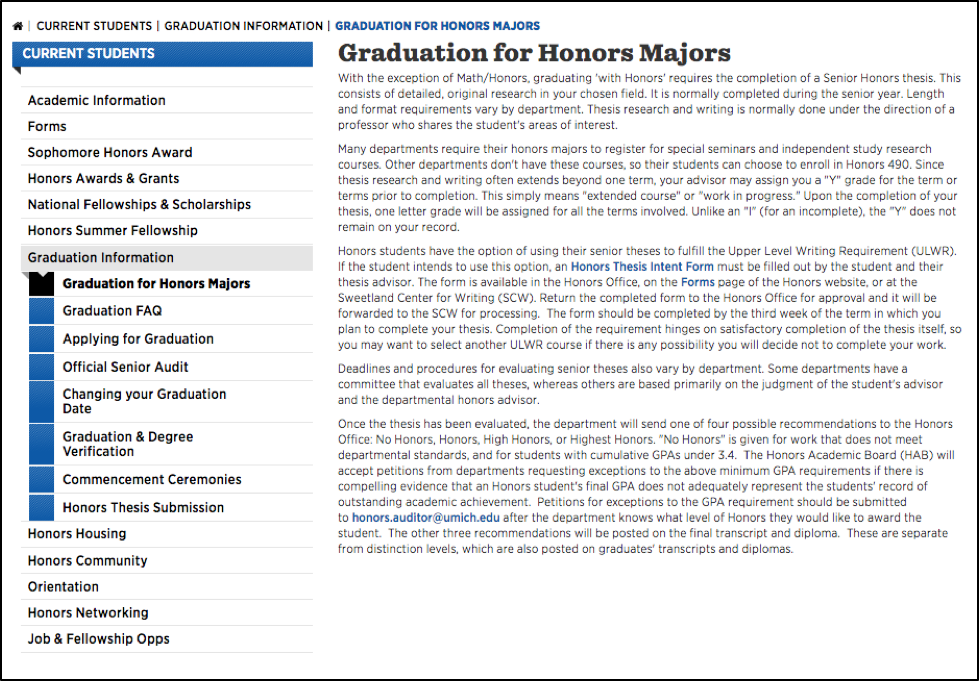 CURRENT STUDENTS | GRADUATION INFORMATION | GRADUATION FOR HONORS MAJORS
CURRENT STUDENTS
Academic Information
Forms
Sophomore Honors Award
Honors Awards & Grants
National Fellowships & Scholarships
Honors Summer Fellowship
Graduation Information
Graduation for Honors Majors
Graduation FAQ
Applying for Graduation
Official Senior Audit
Changing your Graduation
Date
Graduation & Degree
Verification
Commencement Ceremonies
Honors Thesis Submission
Honors Housing
Honors Community
Orientation
Honors Networking
Job & Fellowship Opps
Graduation for Honors Majors
With the exception of Math/Honors, graduating 'with Honors' requires the completion of a Senior Honors thesis. This
consists of detailed, original research in your chosen field. It is normally completed during the senior year. Length
and format requirements vary by department. Thesis research and writing is normally done under the direction of a
professor who shares the student's areas of interest.
Many departments require their honors majors to register for special seminars and independent study research
courses. Other departments don't have these courses, so their students can choose to enroll in Honors 490. Since
thesis research and writing often extends beyond one term, your advisor may assign you a "Y" grade for the term or
terms prior to completion. This simply means "extended course" or "work in progress." Upon the completion of your
thesis, one letter grade will be assigned for all the terms involved. Unlike an "I" (for an incomplete), the "Y" does not
remain on your record.
Honors students have the option of using their senior theses to fulfill the Upper Level Writing Requirement (ULWR).
If the student intends to use this option, an Honors Thesis Intent Form must be filled out by the student and their
thesis advisor. The form is available in the Honors Office, on the Forms page of the Honors website, or at the
Sweetland Center for Writing (SCW). Return the completed form to the Honors Office for approval and it will be
forwarded to the SCW for processing. The form should be completed by the third week of the term in which you
plan to complete your thesis. Completion of the requirement hinges on satisfactory completion of the thesis itself, so
you may want to select another ULWR course if there is any possibility you will decide not to complete your work.
Deadlines and procedures for evaluating senior theses also vary by department. Some departments have a
committee that evaluates all theses, whereas others are based primarily on the judgment of the student's advisor
and the departmental honors advisor.
Once the thesis has been evaluated, the department will send one of four possible recommendations to the Honors
Office: No Honors, Honors, High Honors, or Highest Honors. "No Honors" is given for work that does not meet
departmental standards, and for students with cumulative GPAs under 3.4. The Honors Academic Board (HAB) will
accept petitions from departments requesting exceptions to the above minimum GPA requirements if there is
compelling evidence that an Honors student's final GPA does not adequately represent the students' record of
outstanding academic achievement. Petitions for exceptions to the GPA requirement should be submitted
to honors.auditor@umich.edu after the department knows what level of Honors they would like to award the
student. The other three recommendations will be posted on the final transcript and diploma. These are separate
from distinction levels, which are also posted on graduates' transcripts and diplomas.